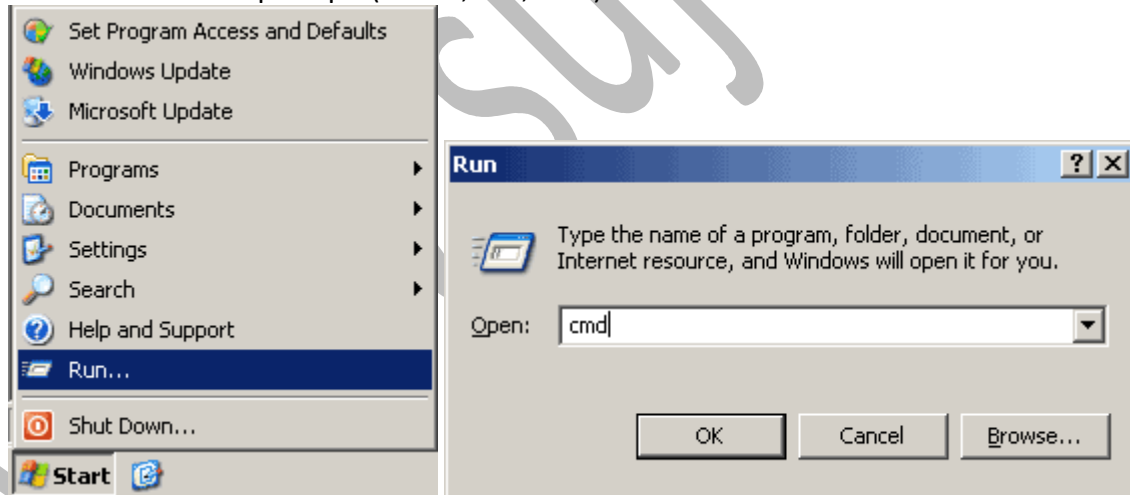 Set Program Access and Defaults
Windows Update
Microsoft Update
Programs
Documents
Settings
Search
Help and Support
Run...
Shut Down...
Start
Run
Type the name of a program, folder, document, or
Internet resource, and Windows will open it for you.
Open: cmd
OK Cancel Browse...